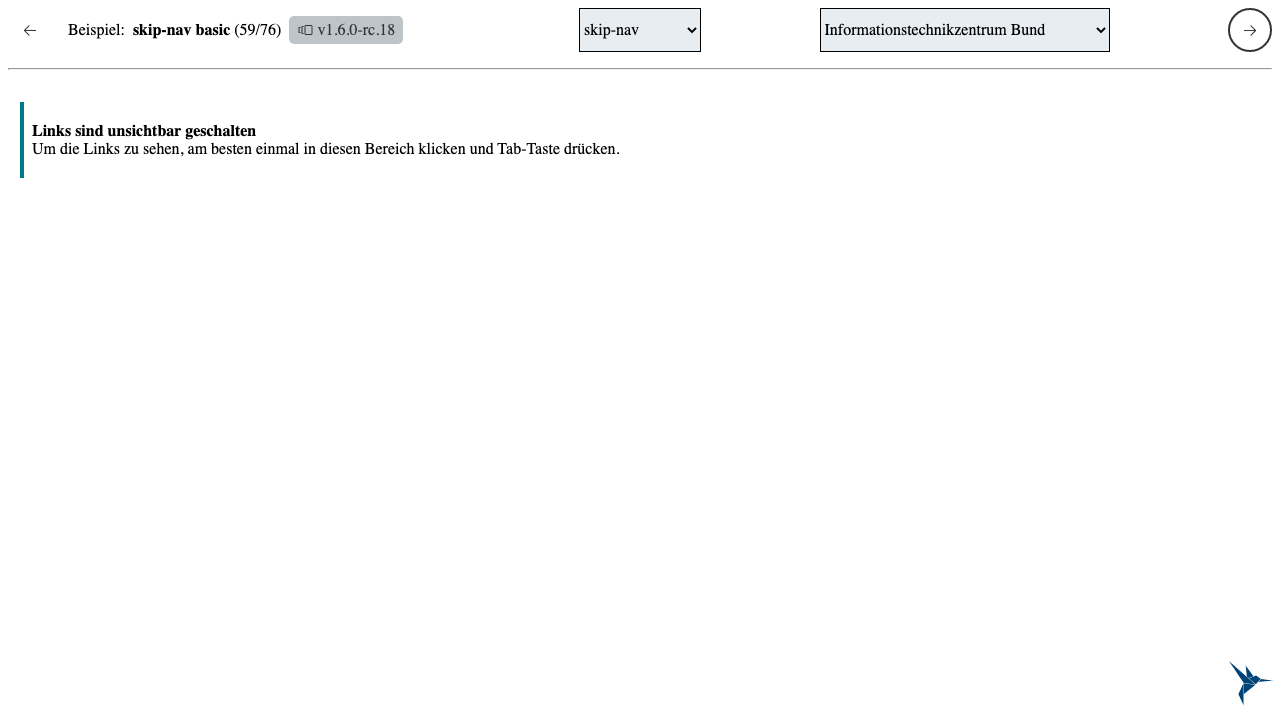 Beispiel: skip-nav basic (59/76) v1.6.0-rc.18 skip-nav Informationstechnikzentrum Bund
Links sind unsichtbar geschalten
Um die Links zu sehen, am besten einmal in diesen Bereich klicken und Tab-Taste drücken.